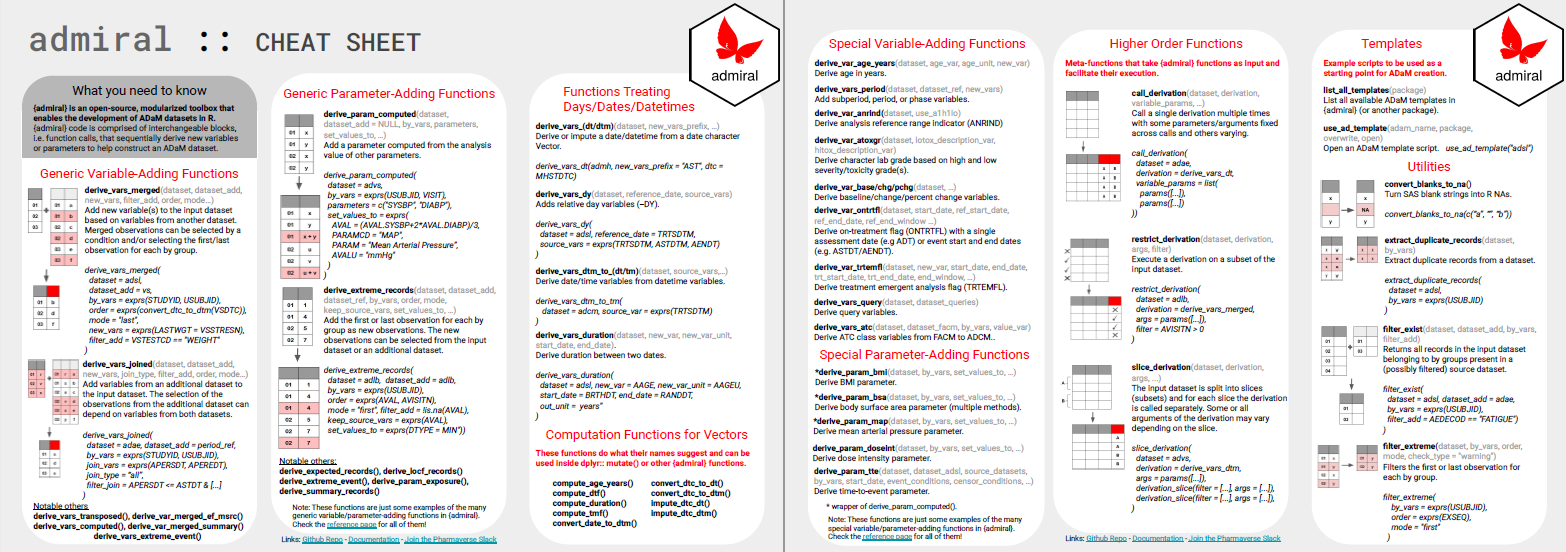 admiral :: CHEAT SHEET
admiral
What you need to know
{admiral} is an open-source, modularized toolbox that
enables the development of ADaM datasets in R.
{admiral} code is comprised of interchangeable blocks,
i.e. function calls, that sequentially derive new variables
or parameters to help construct an ADaM dataset.
Generic Variable-Adding Functions
derive_vars_merged(dataset, dataset_add,
new_vars, filter_add, order, mode...)
Add new variable(s) to the input dataset
based on variables from another dataset.
Merged observations can be selected by a
condition and/or selecting the first/last
observation for each by group.
derive_vars_merged(
dataset = adsl,
dataset_add = vs,
by_vars = exprs(STUDYID, USUBJID),
order = exprs(convert_dtc_to_dtm(VSDTC)),
mode = "last",
new_vars = exprs(LASTWGT = VSSTRESN),
filter_add = VSTESTCD == "WEIGHT"
)
derive_vars_joined(dataset, dataset_add,
new_vars, join_type, filter_add, order, mode...)
Add variables from an additional dataset to
the input dataset. The selection of the
observations from the additional dataset can
depend on variables from both datasets.
derive_vars_joined(
dataset = adae, dataset_add = period_ref,
by_vars = exprs(STUDYID, USUBJID),
join_vars = exprs(APERSDT, APEREDT),
join_type = "all",
filter_join = APERSDT <= ASTDT & [...]
)
Notable others
derive_vars_transposed(), derive_var_merged_ef_msrc()
derive_vars_computed(), derive_var_merged_summary()
derive_vars_extreme_event()
Generic Parameter-Adding Functions
derive_param_computed(dataset,
dataset_add = NULL, by_vars, parameters,
set_values_to, ...)
Add a parameter computed from the analysis
value of other parameters.
derive_param_computed(
dataset = advs,
by_vars = exprs(USUBJID, VISIT),
parameters = c("SYSBP", "DIABP"),
set_values_to = exprs(
AVAL = (AVAL.SYSBP+2*AVAL.DIABP)/3,
PARAMCD = "MAP",
PARAM = "Mean Arterial Pressure",
AVALU = "mmHg"
)
)
derive_extreme_records(dataset, dataset_add,
dataset_ref, by_vars, order, mode,
keep_source_vars, set_values_to, ...)
Add the first or last observation for each by
group as new observations. The new
observations can be selected from the input
dataset or an additional dataset.
derive_extreme_records(
dataset = adlb, dataset_add = adlb,
by_vars = exprs(USUBJID),
order = exprs(AVAL, AVISITN),
mode = "first", filter_add = !is.na(AVAL),
keep_source_vars = exprs(AVAL),
set_values_to = exprs(DTYPE = MIN"))
)
Notable others:
derive_expected_records(), derive_locf_records()
derive_extreme_event(), derive_param_exposure(),
derive_summary_records()
Note: These functions are just some examples of the many
generic variable/parameter-adding functions in {admiral}.
Check the reference page for all of them!
Links: Github Repo - Documentation - Join the Pharmaverse Slack
Functions Treating
Days/Dates/Datetimes
derive_vars_(dt/dtm)(dataset, new_vars_prefix, ...)
Derive or impute a date/datetime from a date character
Vector.
derive_vars_dt(admh, new_vars_prefix = "AST", dtc =
MHSTDTC)
derive_vars_dy(dataset, reference_date, source_vars)
Adds relative day variables (--DY).
derive_vars_dy(
dataset = adsl, reference_date = TRTSDTM,
source_vars = exprs(TRTSDTM, ASTDTM, AENDT)
)
derive_vars_dtm_to_(dt/tm)(dataset, source_vars,...)
Derive date/time variables from datetime variables.
derive_vars_dtm_to_tm(
dataset = adcm, source_var = exprs(TRTSDTM)
)
derive_vars_duration(dataset, new_var, new_var_unit,
start_date, end_date).
Derive duration between two dates.
derive_vars_duration(
dataset = adsl, new_var = AAGE, new_var_unit = AAGEU,
start_date = BRTHDT, end_date = RANDDT,
out_unit = years"
)
Computation Functions for Vectors
These functions do what their names suggest and can be
used inside dplyr:: mutate() or other {admiral} functions.
compute_age_years() convert_dtc_to_dt()
compute_dtf() convert_dtc_to_dtm()
compute_duration() impute_dtc_dt()
compute_tmf() impute_dtc_dtm()
convert_date_to_dtm()
Special Variable-Adding Functions
derive_var_age_years(dataset, age_var, age_unit, new_var)
Derive age in years.
derive_vars_period(dataset, dataset_ref, new_vars)
Add subperiod, period, or phase variables.
derive_var_anrind(dataset, use_a1hi1lo)
Derive analysis reference range indicator (ANRIND)
derive_var_atoxgr(dataset, lotox_description_var,
hitox_description_var)
Derive character lab grade based on high and low
severity/toxicity grade(s).
derive_var_base/chg/pchg(dataset, ...)
Derive baseline/change/percent change variables.
derive_var_ontrtfl(dataset, start_date, ref_start_date,
ref_end_date, ref_end_window ...)
Derive on-treatment flag (ONTRTFL) with a single
assessment date (e.g ADT) or event start and end dates
(e.g. ASTDT/AENDT).
derive_var_trtemfl(dataset, new_var, start_date, end_date,
trt_start_date, trt_end_date, end_window, ...)
Derive treatment emergent analysis flag (TRTEMFL).
derive_vars_query(dataset, dataset_queries)
Derive query variables.
derive_vars_atc(dataset, dataset_facm, by_vars, value_var)
Derive ATC class variables from FACM to ADCM..
Special Parameter-Adding Functions
*derive_param_bmi(dataset, by_vars, set_values_to, ...)
Derive BMI parameter.
*derive_param_bsa(dataset, by_vars, set_values_to, ...)
Derive body surface area parameter (multiple methods).
*derive_param_map(dataset, by_vars, set_values_to, ...)
Derive mean arterial pressure parameter.
derive_param_doseint(dataset, by_vars, set_values_to, ...)
Derive dose intensity parameter.
derive_param_tte(dataset, dataset_adsl, source_datasets,
by_vars, start_date, event_conditions, censor_conditions, ...)
Derive time-to-event parameter.
* wrapper of derive_param_computed().
Note: These functions are just some examples of the many
special variable/parameter-adding functions in {admiral}.
Check the reference page for all of them!
Higher Order Functions
Meta-functions that take {admiral} functions as input and
facilitate their execution.
call_derivation(dataset, derivation,
variable_params, ...)
Call a single derivation multiple times
with some parameters/arguments fixed
across calls and others varying.
call_derivation(
dataset = adae,
derivation = derive_vars_dt,
variable_params = list(
params([...]),
params([...])
))
restrict_derivation(dataset, derivation,
args, filter)
Execute a derivation on a subset of the
input dataset.
restrict_derivation(
dataset = adlb,
derivation = derive_vars_merged,
args = params([...]),
filter = AVISITN > 0
)
slice_derivation(dataset, derivation,
args, ...)
The input dataset is split into slices
(subsets) and for each slice the derivation
is called separately. Some or all
arguments of the derivation may vary
depending on the slice.
slice_derivation(
dataset = advs,
derivation = derive_vars_dtm,
args = params([...]),
derivation_slice(filter = [...], args = [...]),
derivation_slice(filter = [...], args = [...]),
)
Links: Github Repo - Documentation - Join the Pharmaverse Slack
Templates
admiral
Example scripts to be used as a
starting point for ADaM creation.
list_all_templates(package)
List all available ADaM templates in
{admiral} (or another package).
use_ad_template(adam_name, package,
overwrite, open)
Open an ADaM template script. use_ad_template("adsl")
Utilities
convert_blanks_to_na()
Turn SAS blank strings into R NAs.
convert_blanks_to_na(c("a", "", "b"))
extract_duplicate_records(dataset,
by_vars)
Extract duplicate records from a dataset.
extract_duplicate_records(
dataset = adsl,
by_vars = exprs(USUBJID)
)
filter_exist(dataset, dataset_add, by_vars,
filter_add)
Returns all records in the input dataset
belonging to by groups present in a
(possibly filtered) source dataset.
filter_exist(
dataset = adsl, dataset_add = adae,
by_vars = exprs(USUBJID),
filter_add = AEDECOD == "FATIGUE")
)
filter_extreme(dataset, by_vars, order,
mode, check_type = "warning")
Filters the first or last observation for
each by group.
filter_extreme(
by_vars = exprs(USUBJID),
order = exprs(EXSEQ),
mode = "first"
)